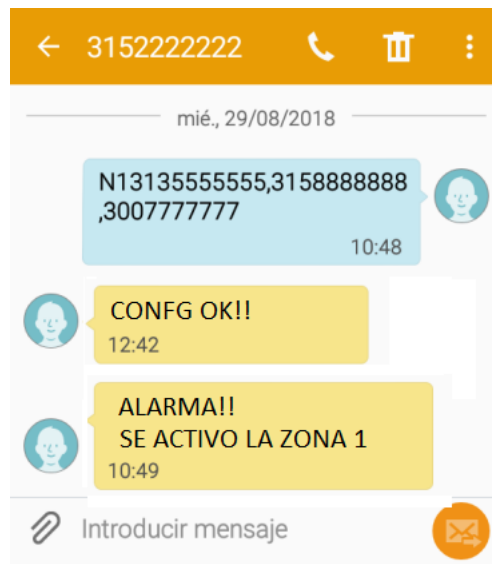 3152222222
mié., 29/08/2018
N13135555555,3158888888
,3007777777
10:48
CONFG OK!!
12:42
ALARMA!!
SE ACTIVO LA ZONA 1
10:49
Introducir mensaje